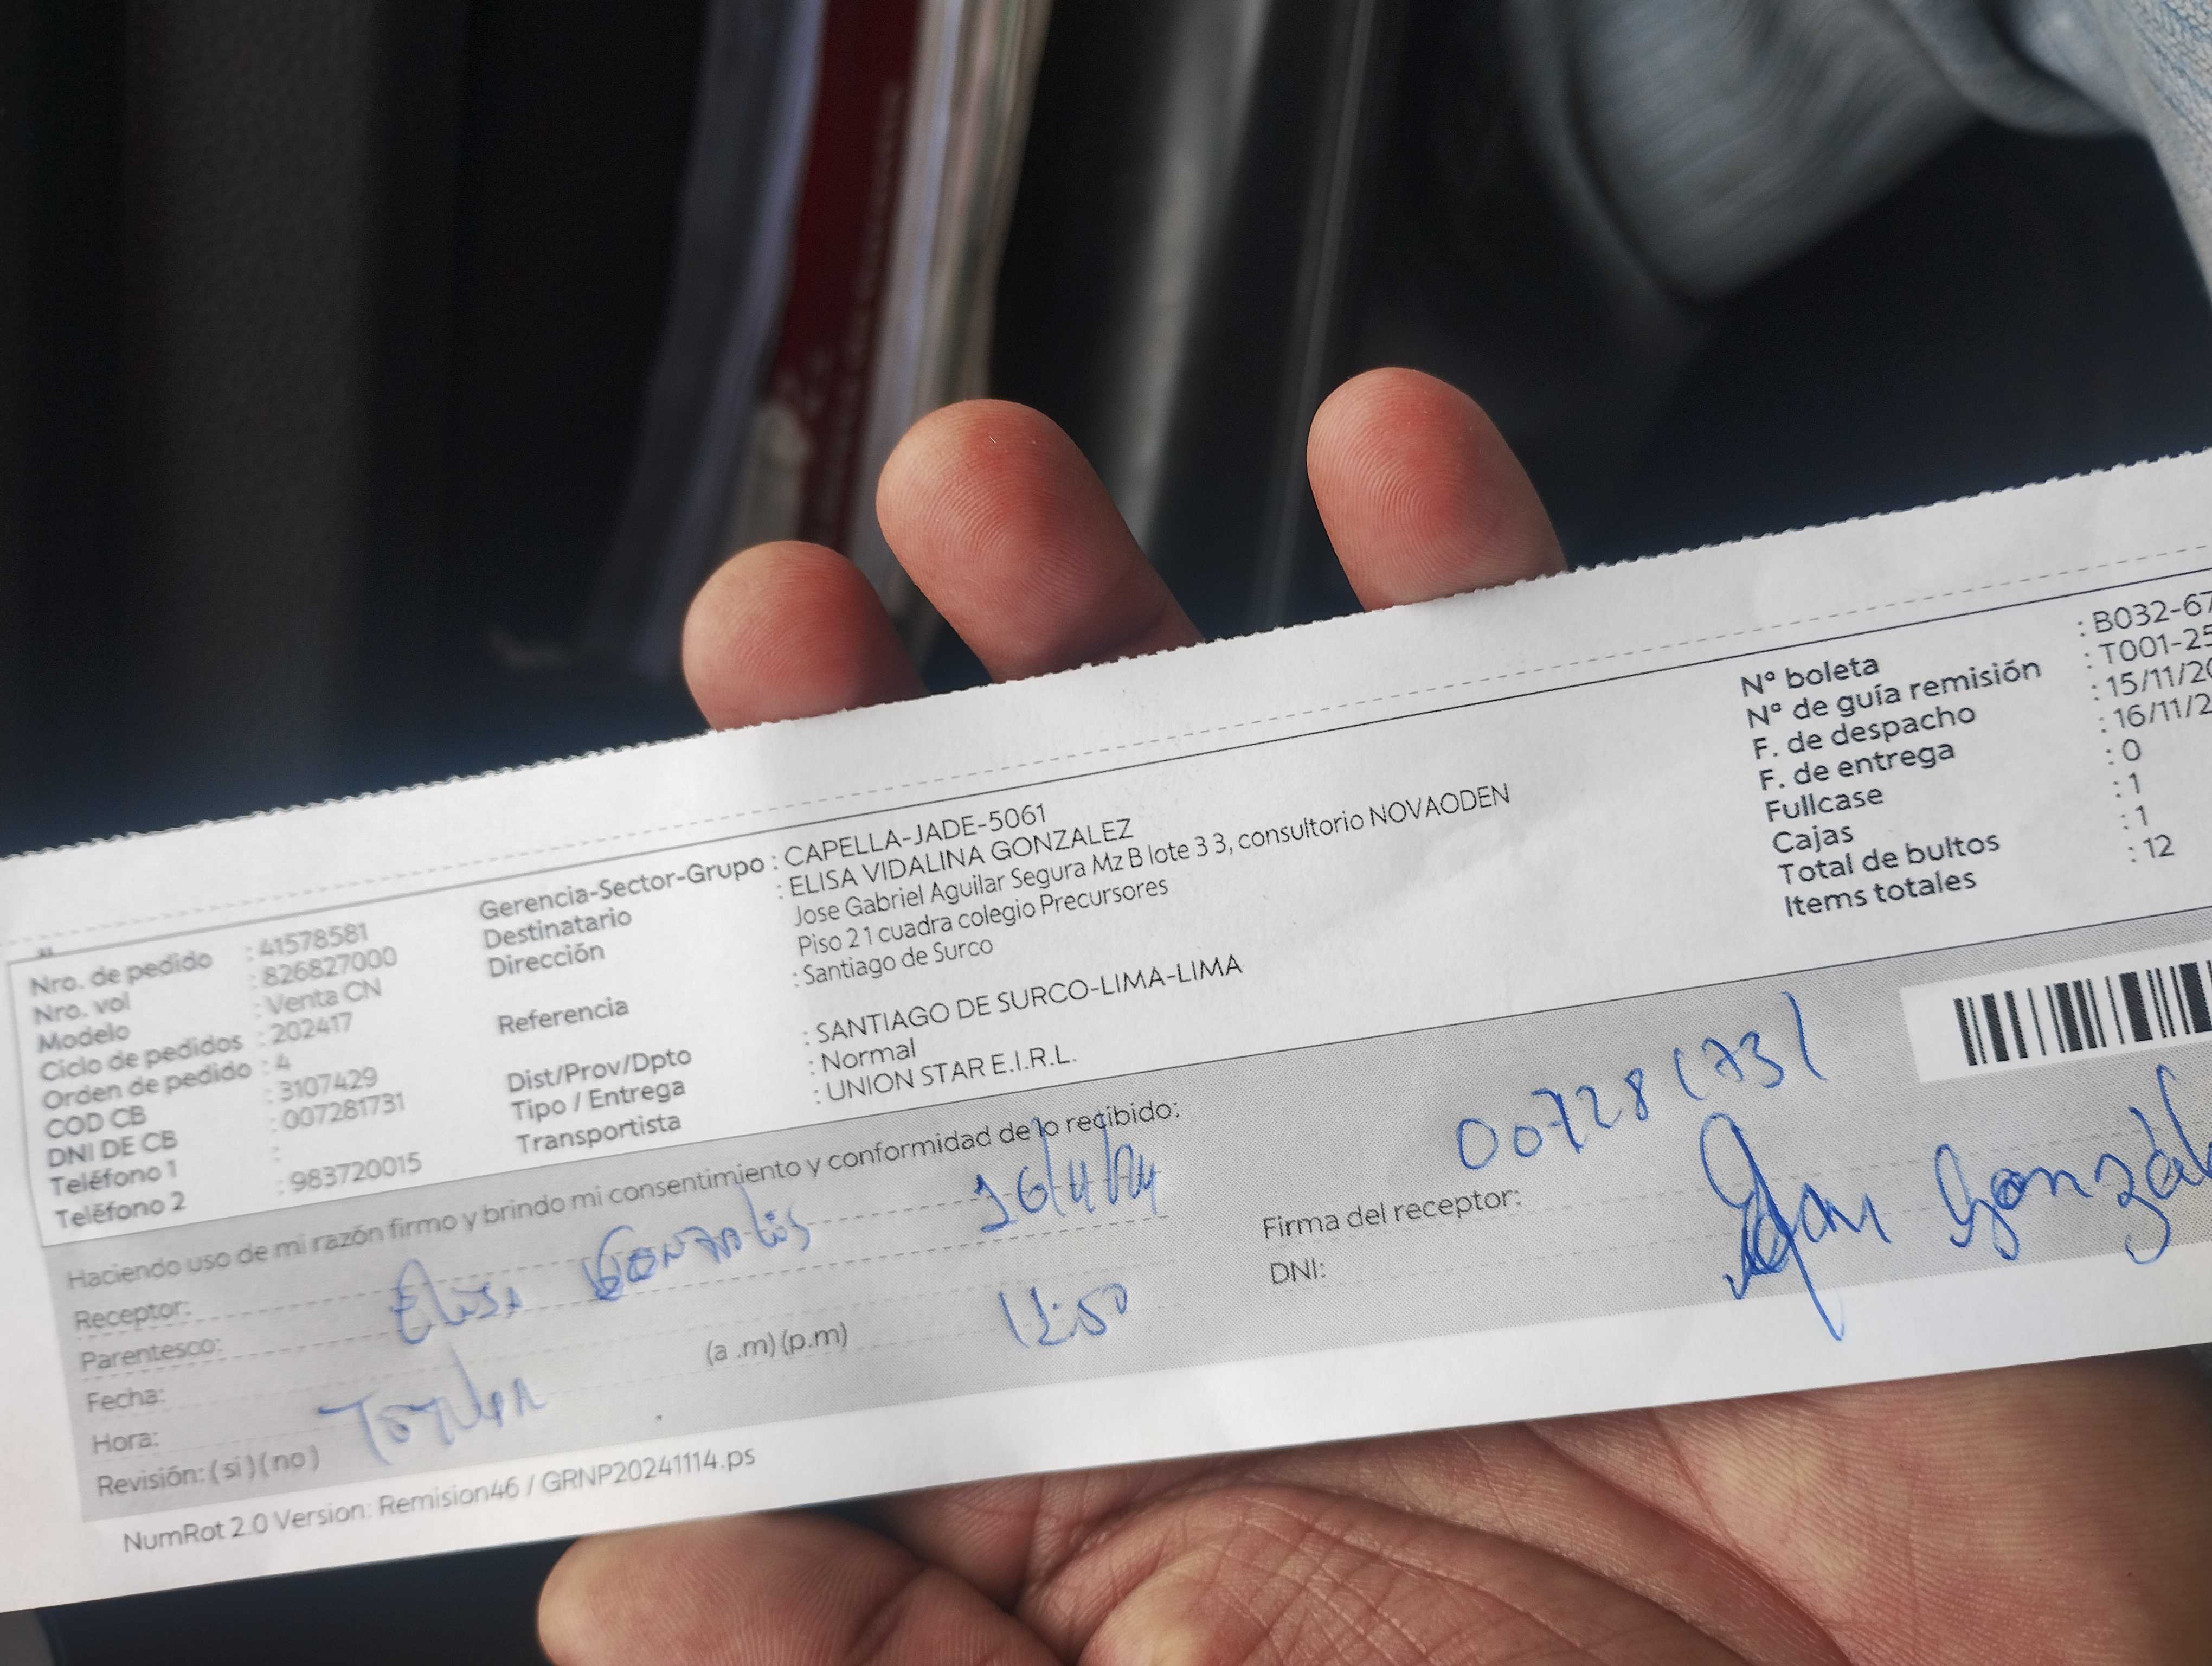 Nro. de pedido : 41578581
Nro. vol : 826827000
Modelo : Venta CN
Ciclo de pedidos : 202417
Orden de pedido : 4
COD CB : 3107429
DNI DE CB : 007281731
Teléfono 1 :
Teléfono 2 : 983720015
Gerencia-Sector-Grupo : CAPELLA-JADE-5061
Destinatario : ELISA VIDALINA GONZALEZ
Dirección Jose Gabriel Aguilar Segura Mz B lote 3 3, consultorio NOVAODEN
Piso 2 1 cuadra colegio Precursores
Referencia : Santiago de Surco
Dist/Prov/Dpto : SANTIAGO DE SURCO-LIMA-LIMA
Tipo / Entrega : Normal
Transportista : UNION STAR E.I.R.L.
N° boleta : B032-67
N° de guía remisión : T001-25
F. de despacho : 15/11/20
F. de entrega : 16/11/2
Fullcase : 0
Cajas : 1
Total de bultos : 1
Items totales : 12
Haciendo uso de mi razón firmo y brindo mi consentimiento y conformidad de lo recibido:
Receptor: Elisa
Parentesco:
Fecha: 16/11/24
Hora: (a .m) (p.m) 12:50
Revisión: ( si ) ( no )
Firma del receptor: 007281731
DNI:
NumRot 2.0 Version: Remision46 / GRNP20241114.ps